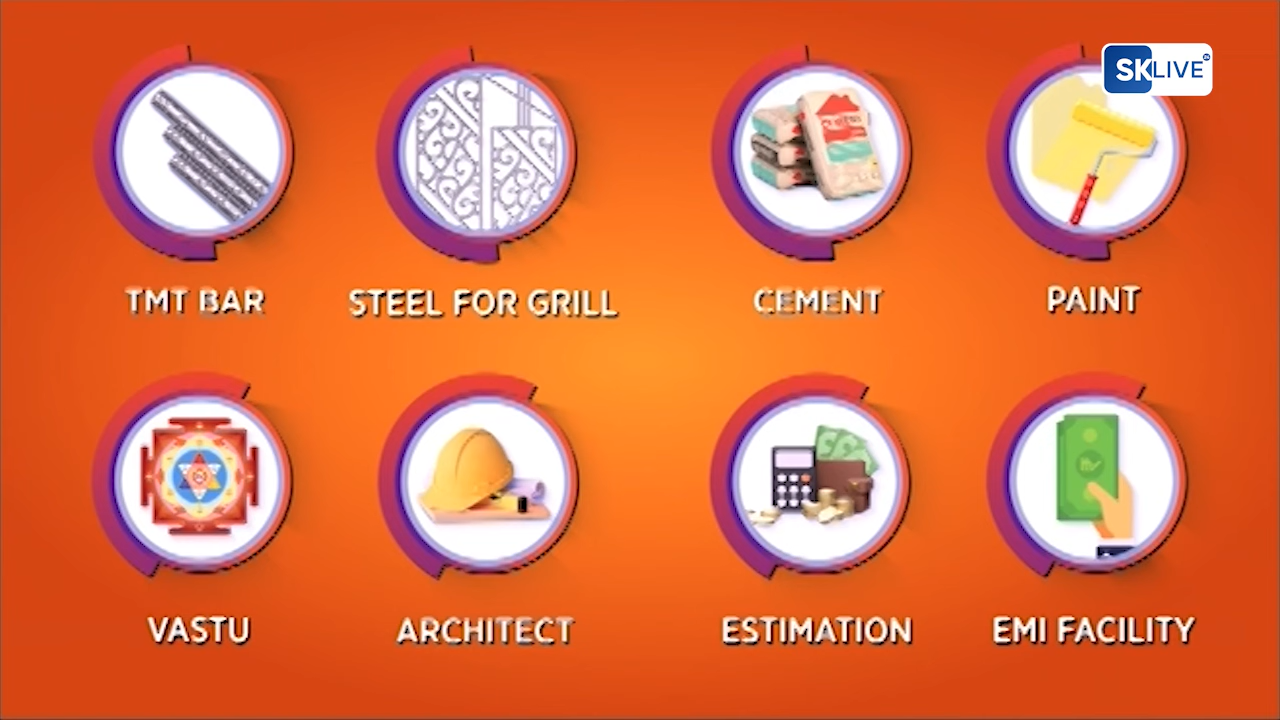 SKLIVE
TMT BAR
STEEL FOR GRILL
CEMENT
PAINT
VASTU
ARCHITECT
ESTIMATION
EMI FACILITY